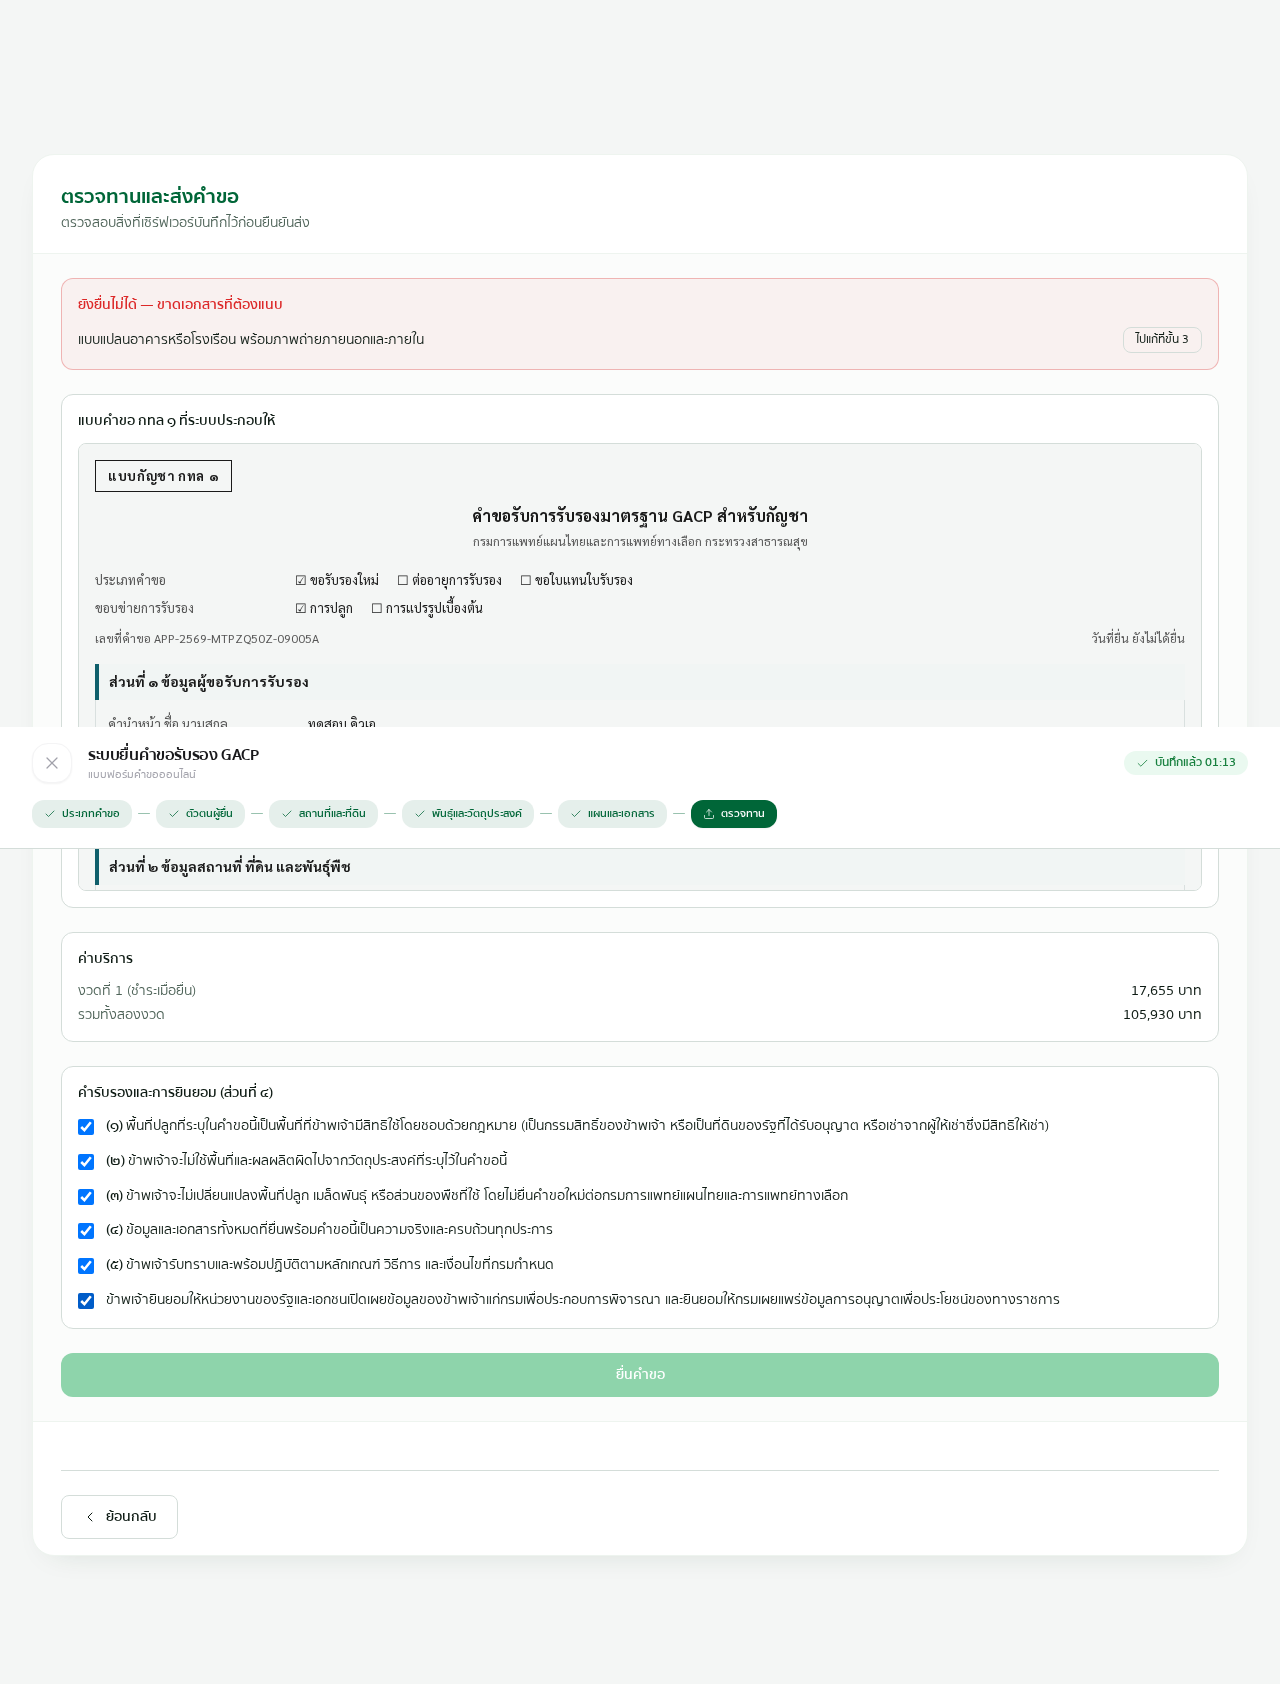 ตรวจทานและส่งคำขอ
ตรวจสอบสิ่งที่เซิร์ฟเวอร์บันทึกไว้ก่อนยืนยันส่ง
ยังยื่นไม่ได้ — ขาดเอกสารที่ต้องแนบ
แบบแปลนอาคารหรือโรงเรือน พร้อมภาพถ่ายภายนอกและภายใน
ไปแก้ที่ขั้น 3
แบบคำขอ กทล ๑ ที่ระบบประกอบให้
แบบกัญชา กทล ๑
คำขอรับการรับรองมาตรฐาน GACP สำหรับกัญชา
กรมการแพทย์แผนไทยและการแพทย์ทางเลือก กระทรวงสาธารณสุข
ประเภทคำขอ ☑ ขอรับรองใหม่ ☐ ต่ออายุการรับรอง ☐ ขอใบแทนใบรับรอง
ขอบข่ายการรับรอง ☑ การปลูก ☐ การแปรรูปเบื้องต้น
เลขที่คำขอ APP-2569-MTPZQ50Z-09005A วันที่ยื่น ยังไม่ได้ยื่น
ส่วนที่ ๑ ข้อมูลผู้ขอรับการรับรอง
คำนำหน้า ชื่อ นามสกุล ทดสอบ คิวเอ
ระบบยื่นคำขอรับรอง GACP
แบบฟอร์มคำขอออนไลน์
บันทึกแล้ว 01:13
ประเภทคำขอ — ตัวตนผู้ยื่น — สถานที่และที่ดิน — พันธุ์และวัตถุประสงค์ — แผนและเอกสาร — ตรวจทาน
ส่วนที่ ๒ ข้อมูลสถานที่ ที่ดิน และพันธุ์พืช
ค่าบริการ
งวดที่ 1 (ชำระเมื่อยื่น) 17,655 บาท
รวมทั้งสองงวด 105,930 บาท
คำรับรองและการยินยอม (ส่วนที่ ๔)
(๑) พื้นที่ปลูกที่ระบุในคำขอนี้เป็นพื้นที่ที่ข้าพเจ้ามีสิทธิใช้โดยชอบด้วยกฎหมาย (เป็นกรรมสิทธิ์ของข้าพเจ้า หรือเป็นที่ดินของรัฐที่ได้รับอนุญาต หรือเช่าจากผู้ให้เช่าซึ่งมีสิทธิให้เช่า)
(๒) ข้าพเจ้าจะไม่ใช้พื้นที่และผลผลิตผิดไปจากวัตถุประสงค์ที่ระบุไว้ในคำขอนี้
(๓) ข้าพเจ้าจะไม่เปลี่ยนแปลงพื้นที่ปลูก เมล็ดพันธุ์ หรือส่วนของพืชที่ใช้ โดยไม่ยื่นคำขอใหม่ต่อกรมการแพทย์แผนไทยและการแพทย์ทางเลือก
(๔) ข้อมูลและเอกสารทั้งหมดที่ยื่นพร้อมคำขอนี้เป็นความจริงและครบถ้วนทุกประการ
(๕) ข้าพเจ้ารับทราบและพร้อมปฏิบัติตามหลักเกณฑ์ วิธีการ และเงื่อนไขที่กรมกำหนด
ข้าพเจ้ายินยอมให้หน่วยงานของรัฐและเอกชนเปิดเผยข้อมูลของข้าพเจ้าแก่กรมเพื่อประกอบการพิจารณา และยินยอมให้กรมเผยแพร่ข้อมูลการอนุญาตเพื่อประโยชน์ของทางราชการ
ยื่นคำขอ
ย้อนกลับ